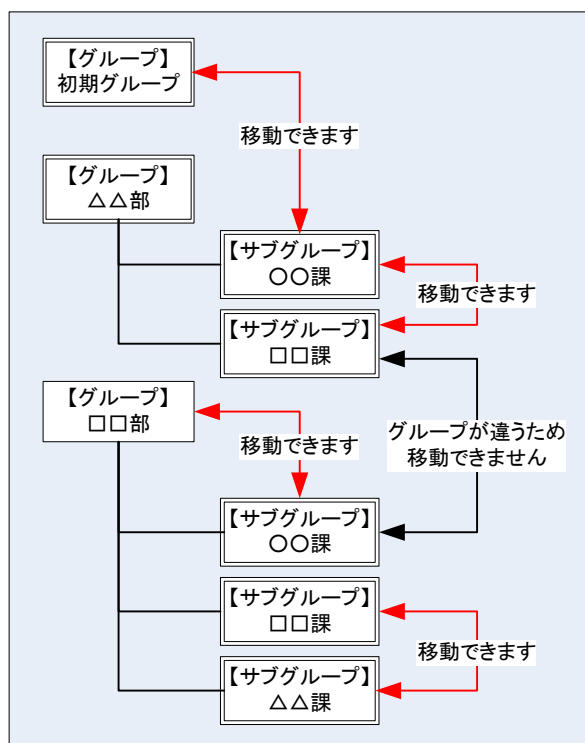 【グループ】
初期グループ
移動できます
【グループ】
△△部
【サブグループ】
〇〇課
移動できます
【サブグループ】
□□課
【グループ】
□□部
移動できます
グループが違うため
移動できません
【サブグループ】
〇〇課
【サブグループ】
□□課
移動できます
【サブグループ】
△△課